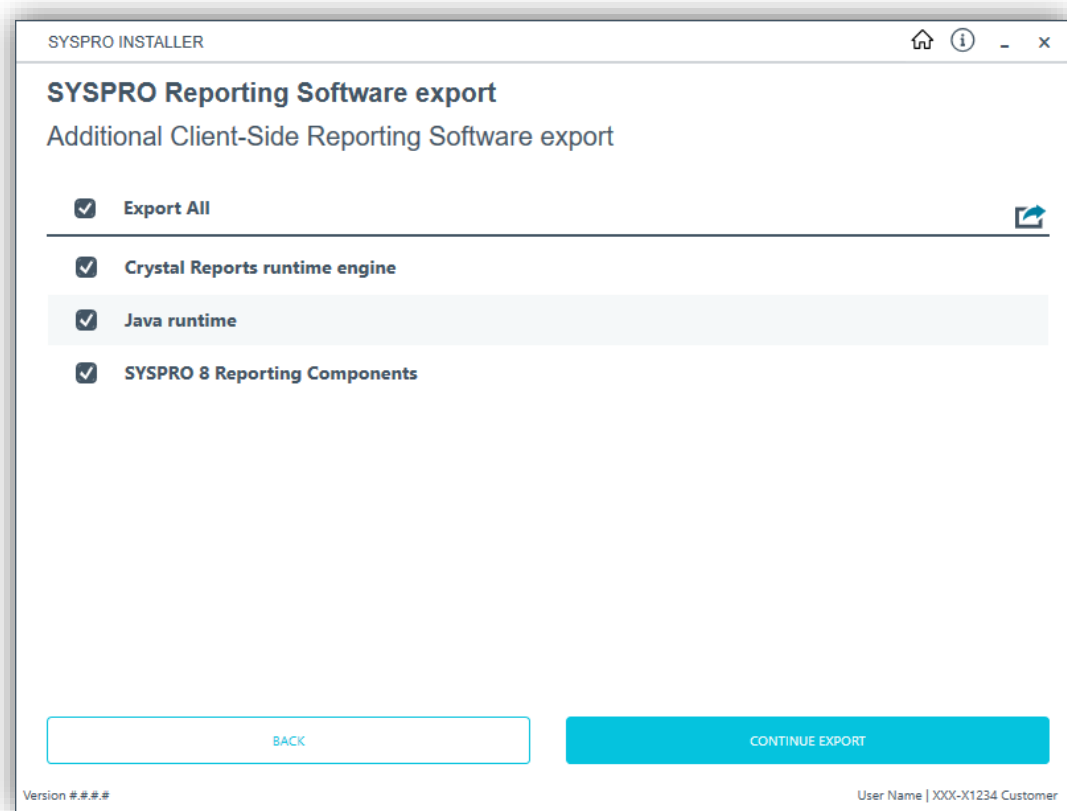 SYSPRO INSTALLER
SYSPRO Reporting Software export
Additional Client-Side Reporting Software export
Export All
Crystal Reports runtime engine
Java runtime
SYSPRO 8 Reporting Components
BACK
CONTINUE EXPORT
Version #.#.#.#
User Name | XXX-X1234 Customer